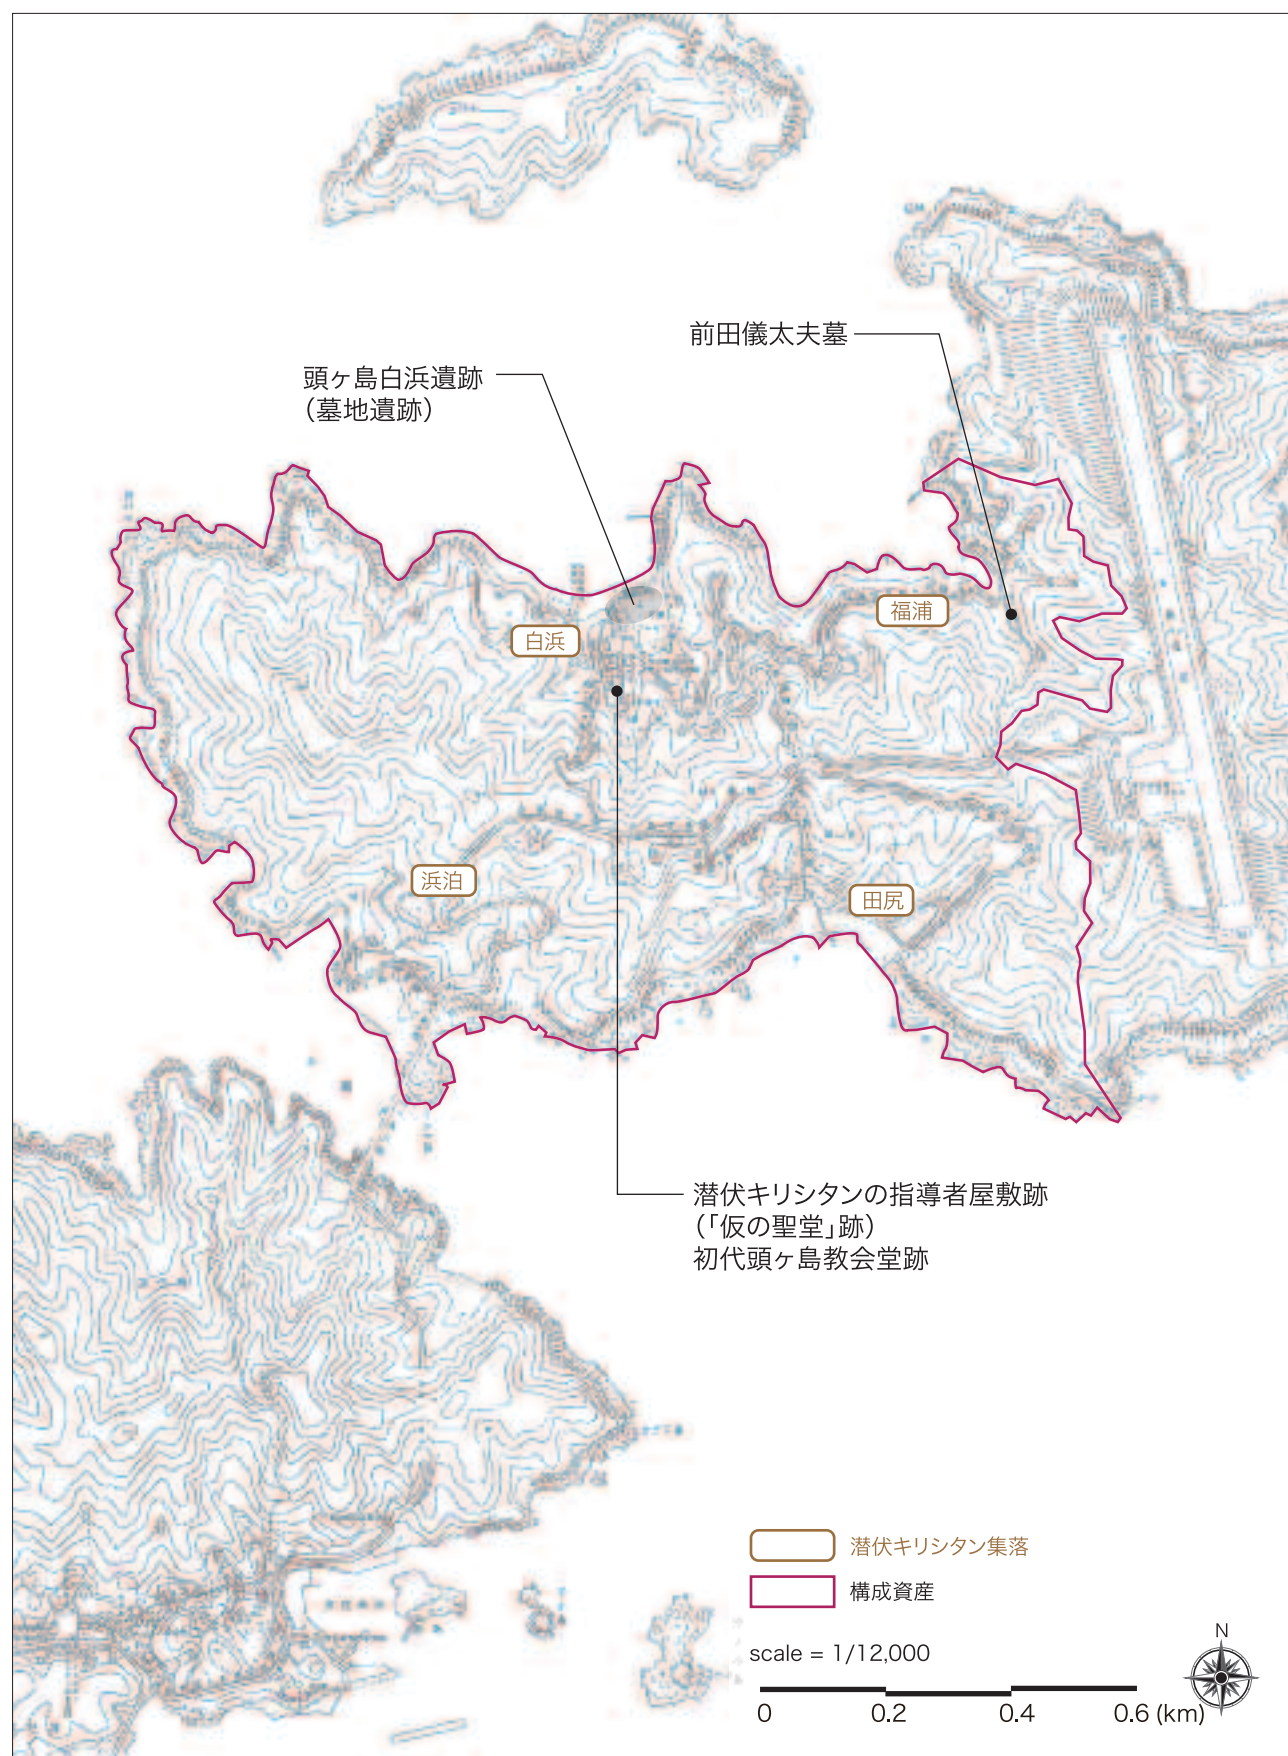 前田儀太夫墓
頭ヶ島白浜遺跡
（墓地遺跡）
福浦
白浜
浜泊
田尻
潜伏キリシタンの指導者屋敷跡
（「仮の聖堂」跡）
初代頭ヶ島教会堂跡
潜伏キリシタン集落
構成資産
scale = 1/12,000
N
0 0.2 0.4 0.6 (km)